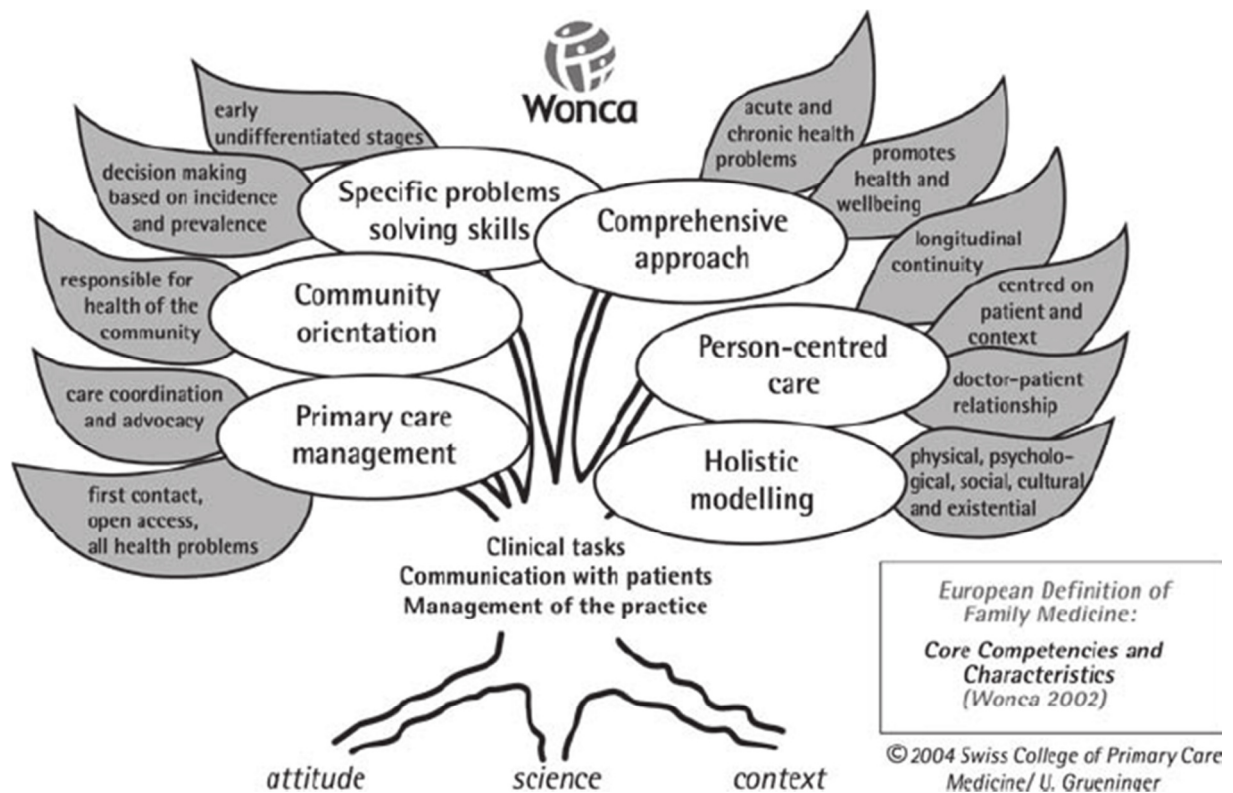 Wonca
early
undifferentiated stages
decision making
based on incidence
and prevalence
responsible for
health of the
community
care coordination
and advocacy
first contact,
open access,
all health problems
Specific problems
solving skills
Community
orientation
Primary care
management
Comprehensive
approach
Person-centred
care
Holistic
modelling
acute and
chronic health
problems
promotes
health and
wellbeing
longitudinal
continuity
centred on
patient and
context
doctor-patient
relationship
physical, psycholo-
gical, social, cultural
and existential
Clinical tasks
Communication with patients
Management of the practice
attitude
science
context
European Definition of
Family Medicine:
Core Competencies and
Characteristics
(Wonca 2002)
© 2004 Swiss College of Primary Care
Medicine/ U. Grueninger